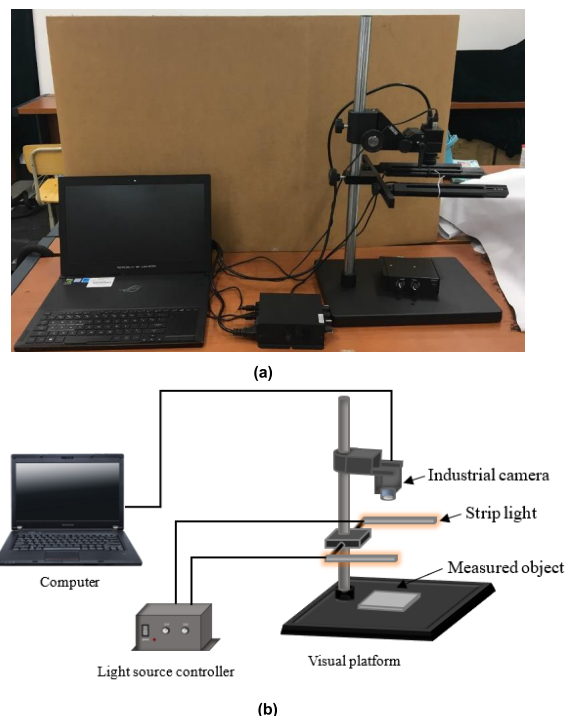 (a)
Industrial camera
Strip light
Measured object
Computer
Light source controller
Visual platform
(b)